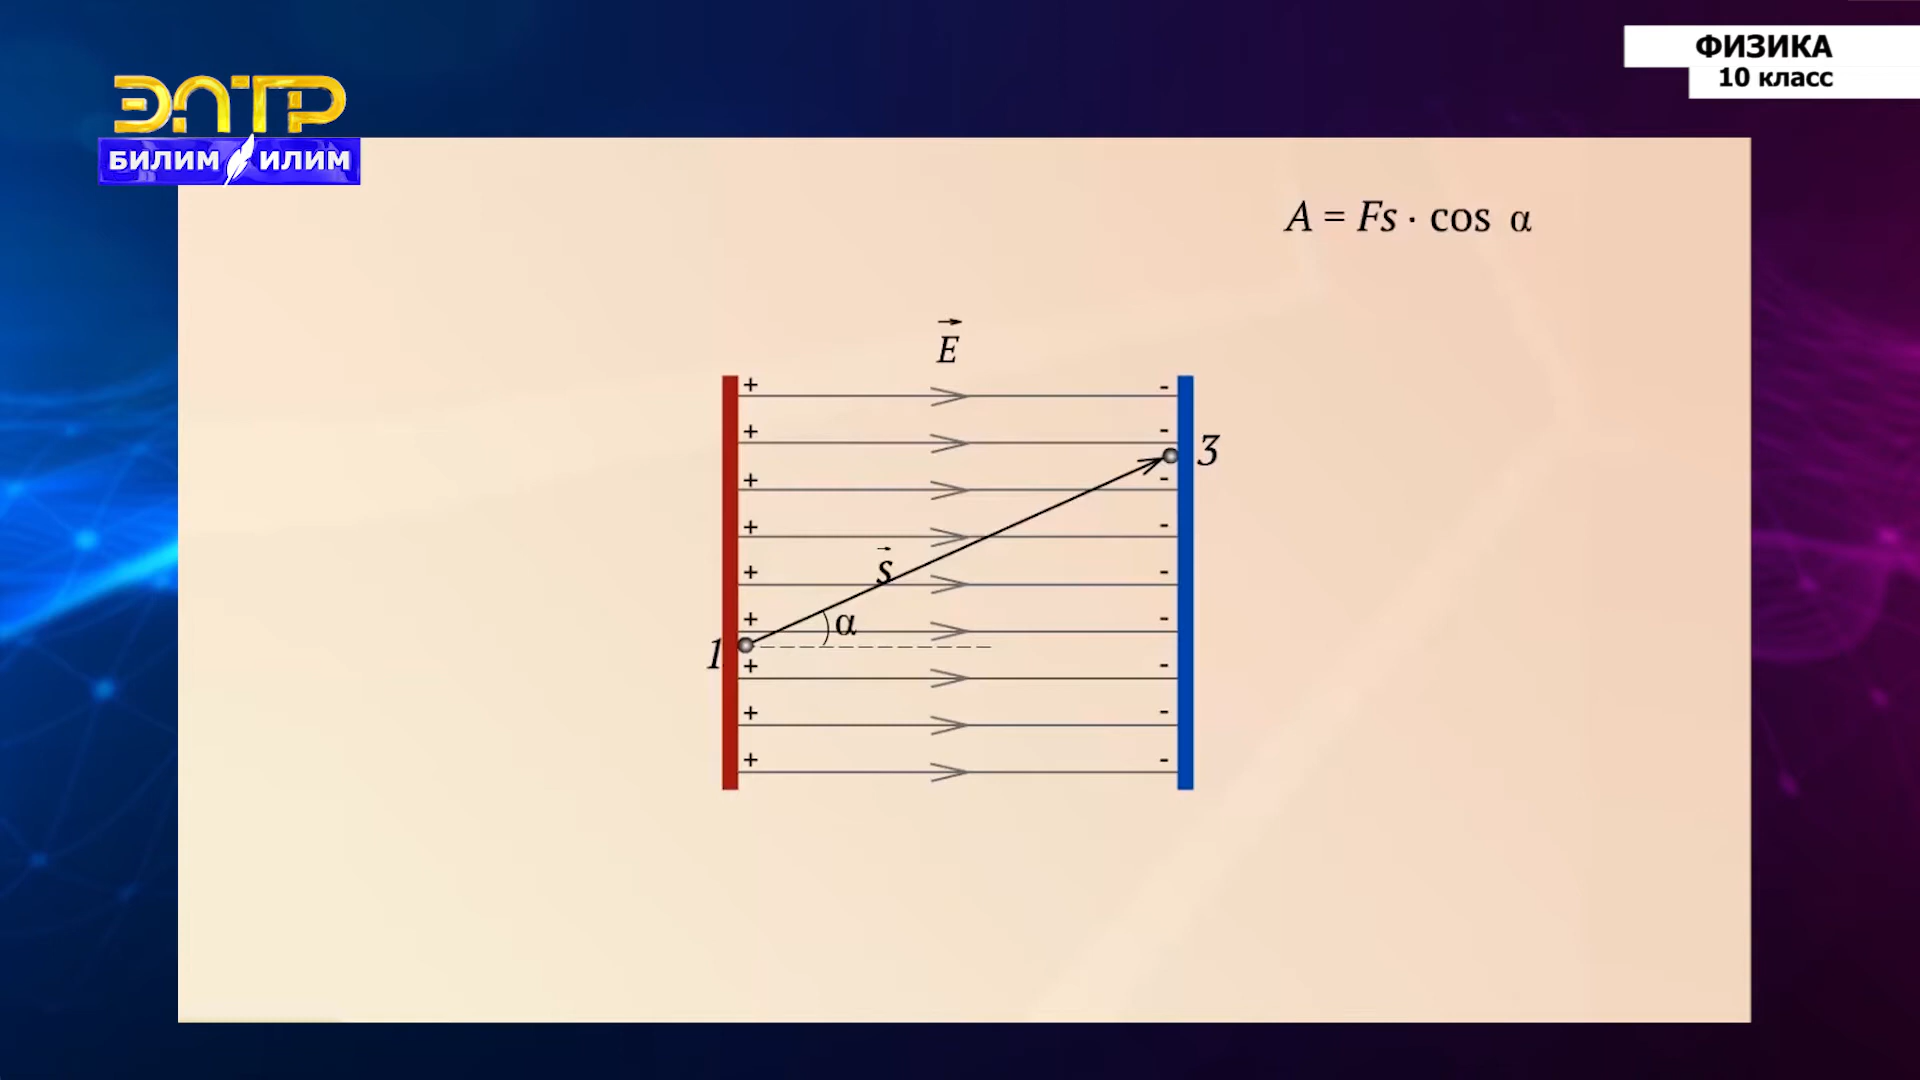 ФИЗИКА
10 класс
ЭЛТР
БИЛИМ ИЛИМ
A = Fs · cos α
E
+ -
+ -
3
+ -
+ -
s
+ -
+ -
α
1
+ -
+ -
+ -